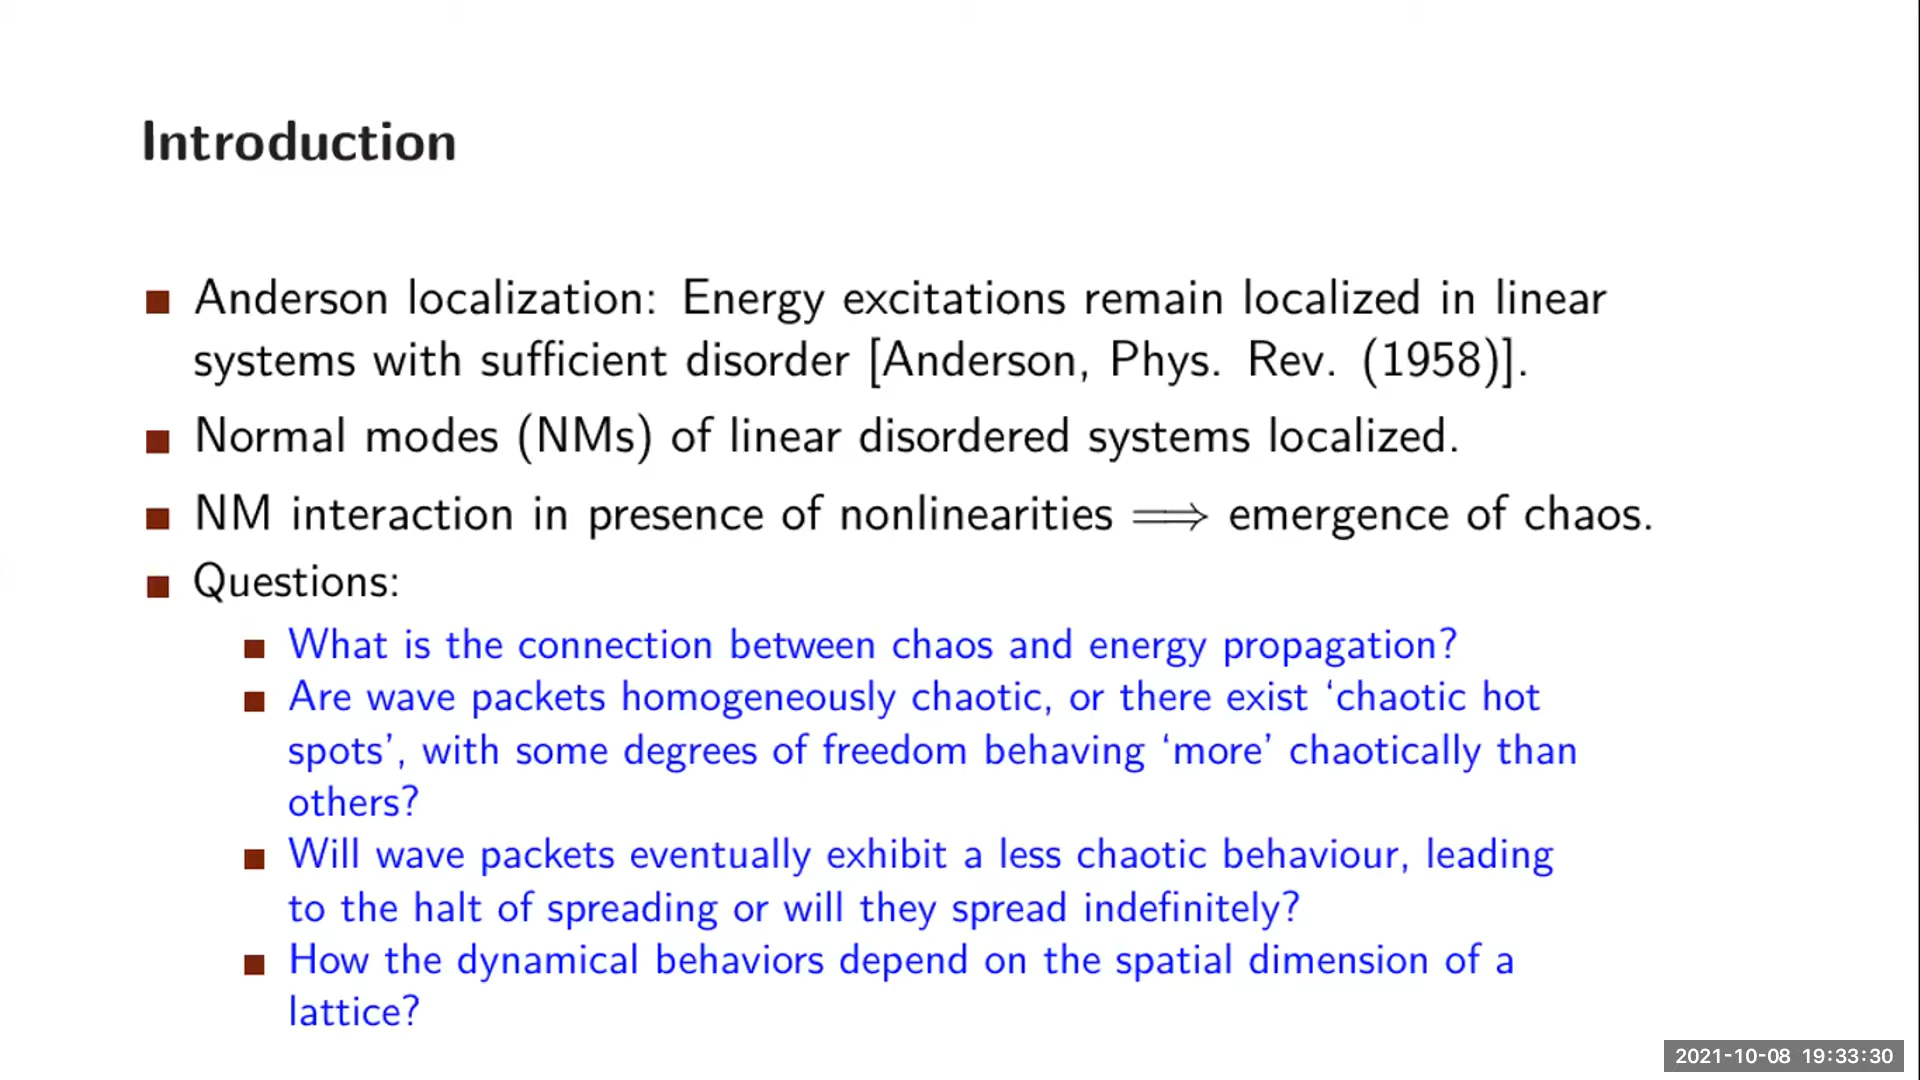 Introduction
Anderson localization: Energy excitations remain localized in linear
systems with sufficient disorder [Anderson, Phys. Rev. (1958)].
Normal modes (NMs) of linear disordered systems localized.
NM interaction in presence of nonlinearities ⟹ emergence of chaos.
Questions:
What is the connection between chaos and energy propagation?
Are wave packets homogeneously chaotic, or there exist ‘chaotic hot
spots’, with some degrees of freedom behaving ‘more’ chaotically than
others?
Will wave packets eventually exhibit a less chaotic behaviour, leading
to the halt of spreading or will they spread indefinitely?
How the dynamical behaviors depend on the spatial dimension of a
lattice?
2021-10-08 19:33:30